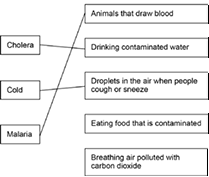 Animals that draw blood
Cholera
Drinking contaminated water
Droplets in the air when people
cough or sneeze
Cold
Eating food that is contaminated
Malaria
Breathing air polluted with
carbon dioxide